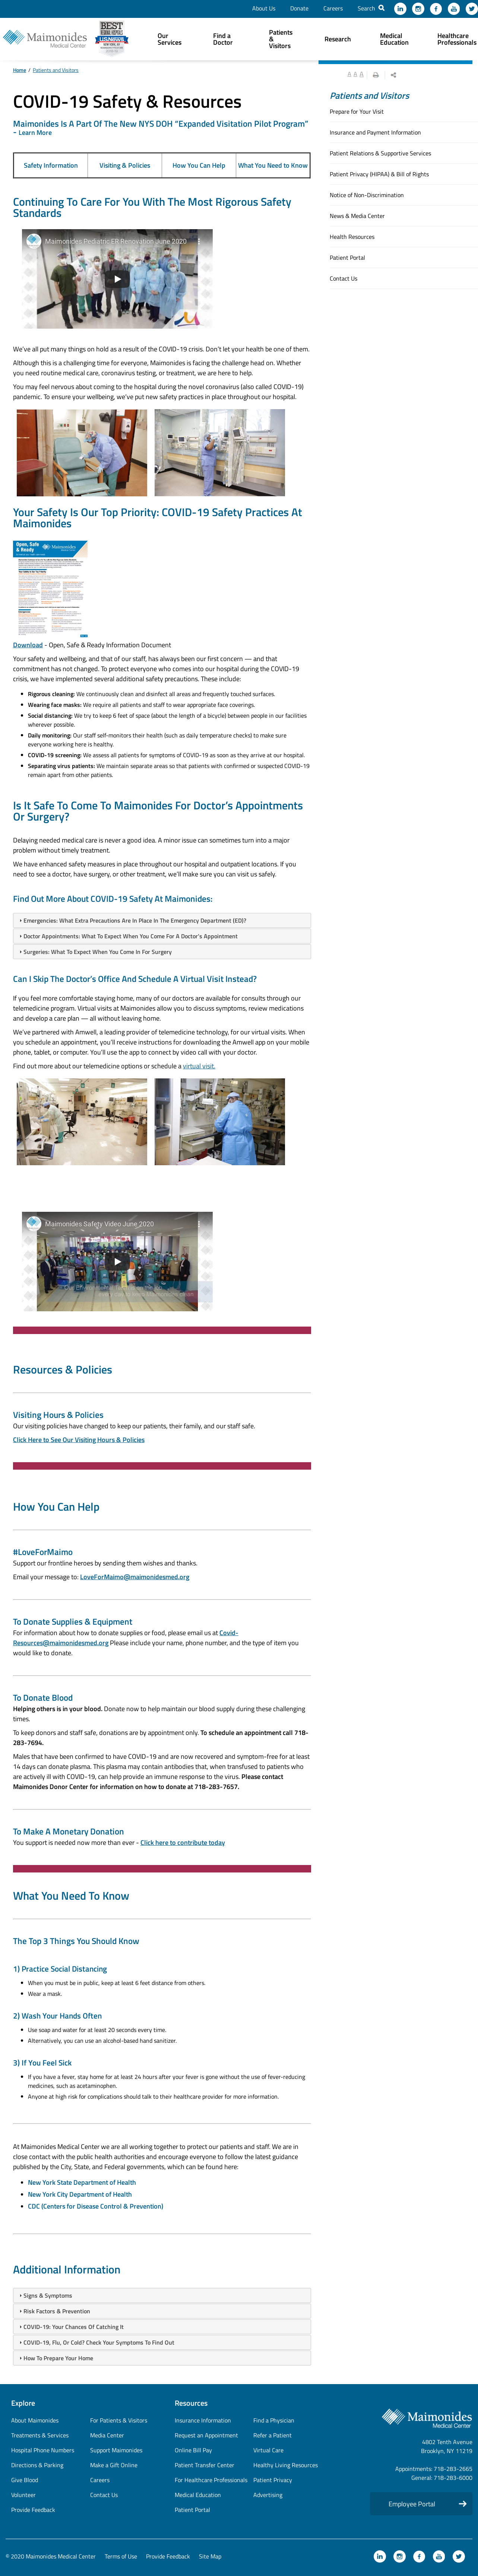 About Us Donate Careers Search
Maimonides
Medical Center
BEST
HOSPITALS
U.S.News
Our
Services
Find a
Doctor
Patients
&
Visitors
Research
Medical
Education
Healthcare
Professionals
Home / Patients and Visitors
A A A
COVID-19 Safety & Resources
Maimonides Is A Part Of The New NYS DOH “Expanded Visitation Pilot Program”
- Learn More
Safety Information Visiting & Policies How You Can Help What You Need to Know
Continuing To Care For You With The Most Rigorous Safety
Standards
Maimonides Pediatric ER Renovation June 2020
We’ve all put many things on hold as a result of the COVID-19 crisis. Don’t let your health be one of them.
Although this is a challenging time for everyone, Maimonides is facing the challenge head on. Whether
you need routine medical care, coronavirus testing, or treatment, we are here to help.
You may feel nervous about coming to the hospital during the novel coronavirus (also called COVID-19)
pandemic. To ensure your wellbeing, we’ve put new safety practices in place throughout our hospital.
Your Safety Is Our Top Priority: COVID-19 Safety Practices At
Maimonides
Open, Safe
& Ready
Maimonides
Download - Open, Safe & Ready Information Document
Your safety and wellbeing, and that of our staff, has always been our first concern — and that
commitment has not changed. To protect everyone who comes into our hospital during the COVID-19
crisis, we have implemented several additional safety precautions. These include:
Rigorous cleaning: We continuously clean and disinfect all areas and frequently touched surfaces.
Wearing face masks: We require all patients and staff to wear appropriate face coverings.
Social distancing: We try to keep 6 feet of space (about the length of a bicycle) between people in our facilities
wherever possible.
Daily monitoring: Our staff self-monitors their health (such as daily temperature checks) to make sure
everyone working here is healthy.
COVID-19 screening: We assess all patients for symptoms of COVID-19 as soon as they arrive at our hospital.
Separating virus patients: We maintain separate areas so that patients with confirmed or suspected COVID-19
remain apart from other patients.
Is It Safe To Come To Maimonides For Doctor’s Appointments
Or Surgery?
Delaying needed medical care is never a good idea. A minor issue can sometimes turn into a major
problem without timely treatment.
We have enhanced safety measures in place throughout our hospital and outpatient locations. If you
need to see a doctor, have surgery, or other treatment, we’ll make sure you can visit us safely.
Find Out More About COVID-19 Safety At Maimonides:
Emergencies: What Extra Precautions Are In Place In The Emergency Department (ED)?
Doctor Appointments: What To Expect When You Come For A Doctor's Appointment
Surgeries: What To Expect When You Come In For Surgery
Can I Skip The Doctor’s Office And Schedule A Virtual Visit Instead?
If you feel more comfortable staying home, many of our doctors are available for consults through our
telemedicine program. Virtual visits at Maimonides allow you to discuss symptoms, review medications
and develop a care plan — all without leaving home.
We’ve partnered with Amwell, a leading provider of telemedicine technology, for our virtual visits. When
you schedule an appointment, you’ll receive instructions for downloading the Amwell app on your mobile
phone, tablet, or computer. You’ll use the app to connect by video call with your doctor.
Find out more about our telemedicine options or schedule a virtual visit.
Maimonides Safety Video June 2020
Resources & Policies
Visiting Hours & Policies
Our visiting policies have changed to keep our patients, their family, and our staff safe.
Click Here to See Our Visiting Hours & Policies
How You Can Help
#LoveForMaimo
Support our frontline heroes by sending them wishes and thanks.
Email your message to: LoveForMaimo@maimonidesmed.org
To Donate Supplies & Equipment
For information about how to donate supplies or food, please email us at Covid-
Resources@maimonidesmed.org Please include your name, phone number, and the type of item you
would like to donate.
To Donate Blood
Helping others is in your blood. Donate now to help maintain our blood supply during these challenging
times.
To keep donors and staff safe, donations are by appointment only. To schedule an appointment call 718-
283-7694.
Males that have been confirmed to have COVID-19 and are now recovered and symptom-free for at least
14 days can donate plasma. This plasma may contain antibodies that, when transfused to patients who
are actively ill with COVID-19, can help provide an immune response to the virus. Please contact
Maimonides Donor Center for information on how to donate at 718-283-7657.
To Make A Monetary Donation
You support is needed now more than ever - Click here to contribute today
What You Need To Know
The Top 3 Things You Should Know
1) Practice Social Distancing
When you must be in public, keep at least 6 feet distance from others.
Wear a mask.
2) Wash Your Hands Often
Use soap and water for at least 20 seconds every time.
Alternatively, you can use an alcohol-based hand sanitizer.
3) If You Feel Sick
If you have a fever, stay home for at least 24 hours after your fever is gone without the use of fever-reducing
medicines, such as acetaminophen.
Anyone at high risk for complications should talk to their healthcare provider for more information.
At Maimonides Medical Center we are all working together to protect our patients and staff. We are in
close contact with the public health authorities and encourage everyone to follow the latest guidance
published by the City, State, and Federal governments, which can be found here:
New York State Department of Health
New York City Department of Health
CDC (Centers for Disease Control & Prevention)
Additional Information
Signs & Symptoms
Risk Factors & Prevention
COVID-19: Your Chances Of Catching It
COVID-19, Flu, Or Cold? Check Your Symptoms To Find Out
How To Prepare Your Home
Patients and Visitors
Prepare for Your Visit
Insurance and Payment Information
Patient Relations & Supportive Services
Patient Privacy (HIPAA) & Bill of Rights
Notice of Non-Discrimination
News & Media Center
Health Resources
Patient Portal
Contact Us
Explore
About Maimonides For Patients & Visitors
Treatments & Services Media Center
Hospital Phone Numbers Support Maimonides
Directions & Parking Make a Gift Online
Give Blood Careers
Volunteer Contact Us
Provide Feedback
Resources
Insurance Information Find a Physician
Request an Appointment Refer a Patient
Online Bill Pay Virtual Care
Patient Transfer Center Healthy Living Resources
For Healthcare Professionals Patient Privacy
Medical Education Advertising
Patient Portal
Maimonides
Medical Center
4802 Tenth Avenue
Brooklyn, NY 11219
Appointments: 718-283-2665
General: 718-283-6000
Employee Portal
© 2020 Maimonides Medical Center Terms of Use Provide Feedback Site Map